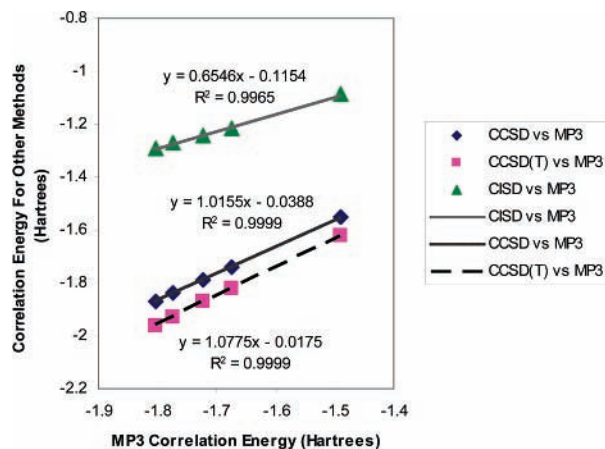 -0.8
-1
-1.2
-1.4
-1.6
-1.8
-2
-2.2
Correlation Energy For Other Methods
(Hartrees)
y = 0.6546x - 0.1154
R² = 0.9965
y = 1.0155x - 0.0388
R² = 0.9999
y = 1.0775x - 0.0175
R² = 0.9999
-1.9
-1.8
-1.7
-1.6
-1.5
-1.4
MP3 Correlation Energy (Hartrees)
CCSD vs MP3
CCSD(T) vs MP3
CISD vs MP3
CISD vs MP3
CCSD vs MP3
CCSD(T) vs MP3